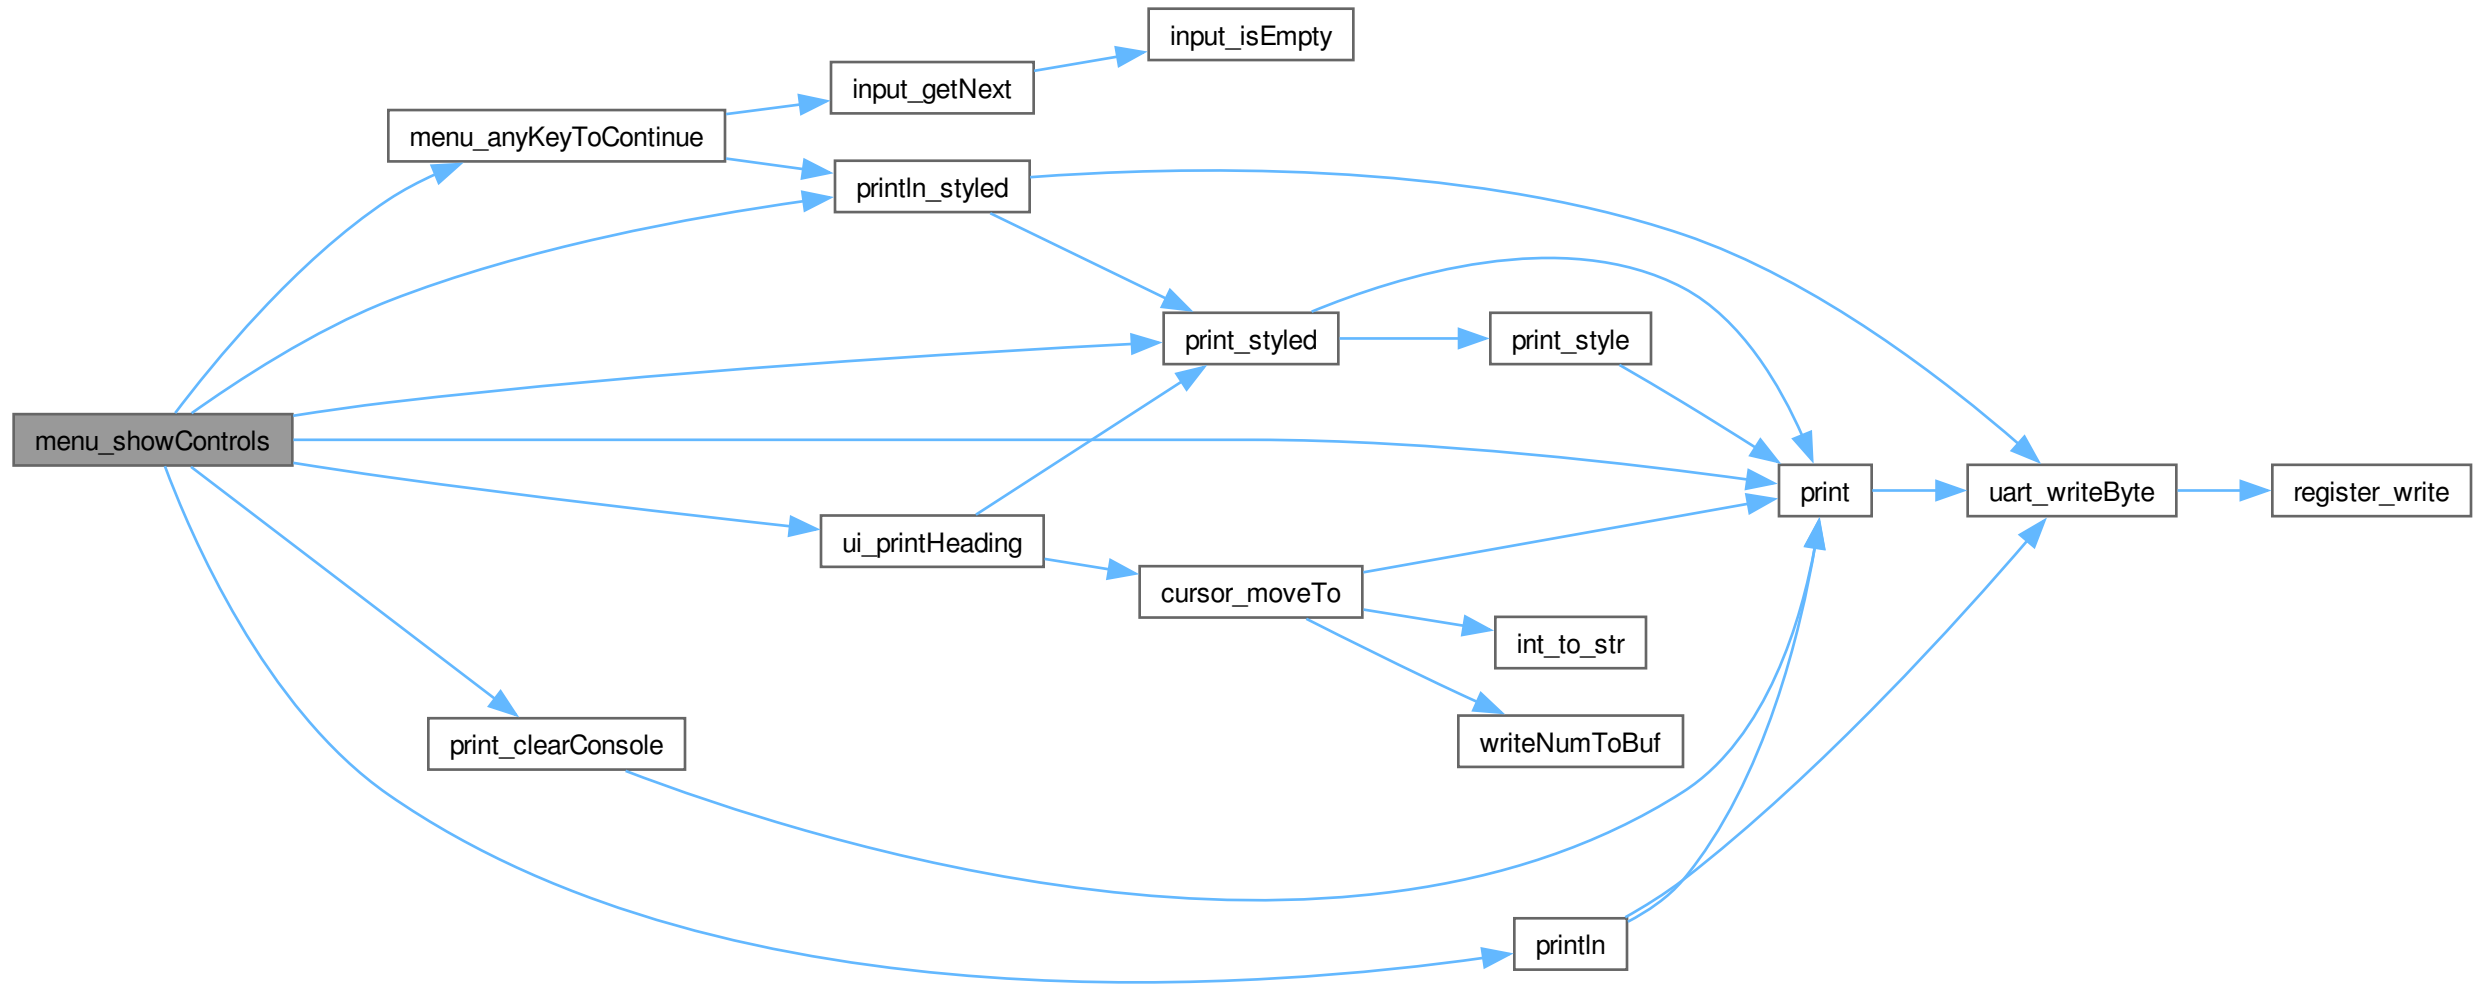 input_isEmpty
input_getNext
menu_anyKeyToContinue
println_styled
print_styled
print_style
menu_showControls
print
uart_writeByte
register_write
ui_printHeading
cursor_moveTo
int_to_str
print_clearConsole
writeNumToBuf
println